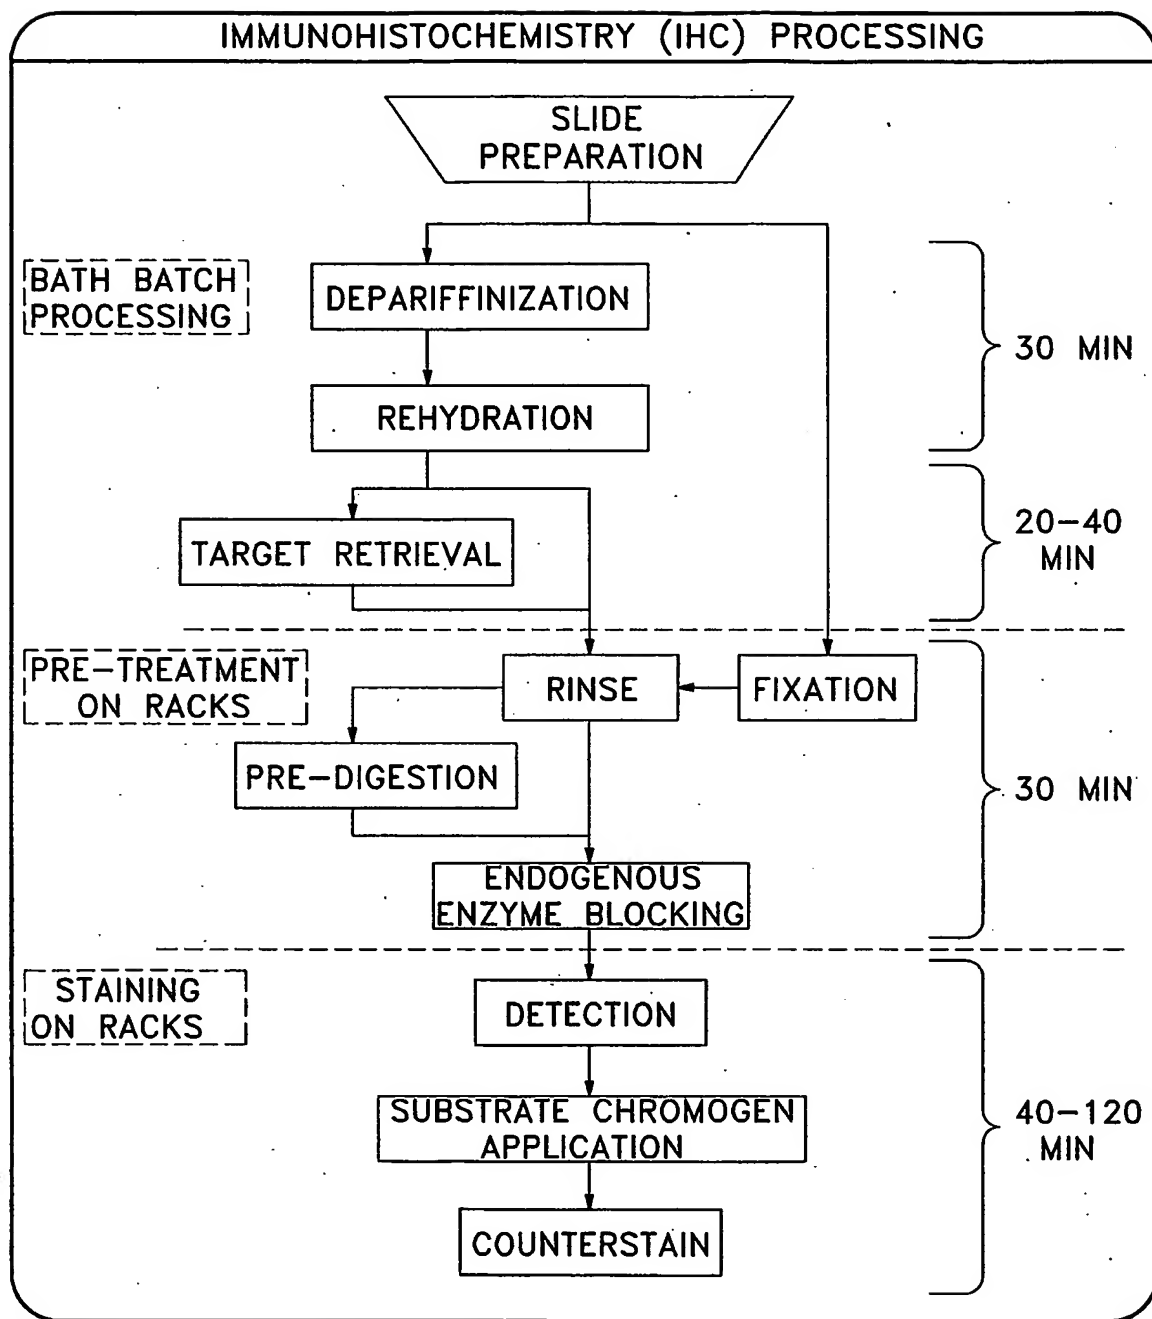 IMMUNOHISTOCHEMISTRY (IHC) PROCESSING
SLIDE
PREPARATION
BATH BATCH
PROCESSING
DEPARIFFINIZATION
30 MIN
REHYDRATION
TARGET RETRIEVAL
20-40
MIN
PRE-TREATMENT
ON RACKS
RINSE
FIXATION
PRE-DIGESTION
30 MIN
ENDOGENOUS
ENZYME BLOCKING
STAINING
ON RACKS
DETECTION
SUBSTRATE CHROMOGEN
APPLICATION
40-120
MIN
COUNTERSTAIN